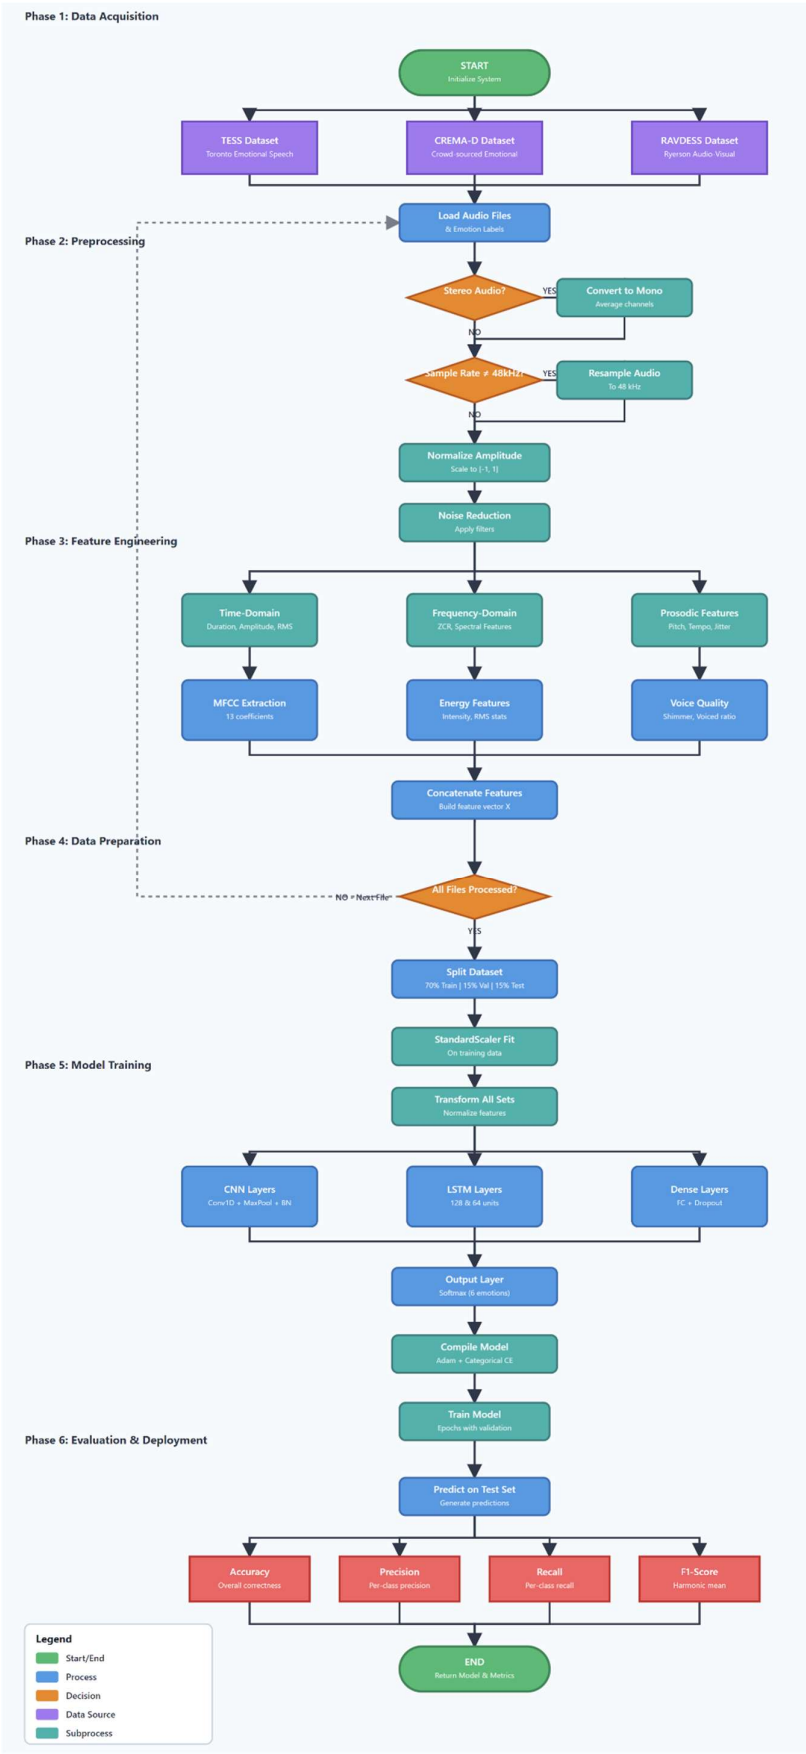 Phase 1: Data Acquisition
START
Initialize System
TESS Dataset
Toronto Emotional Speech
CREMA-D Dataset
Crowd-sourced Emotional
RAVDESS Dataset
Ryerson Audio-Visual
Load Audio Files
& Emotion Labels
Phase 2: Preprocessing
Stereo Audio?
YES
Convert to Mono
Average channels
NO
Sample Rate ≠ 48kHz?
YES
Resample Audio
To 48 kHz
NO
Normalize Amplitude
Scale to [-1, 1]
Noise Reduction
Apply filters
Phase 3: Feature Engineering
Time-Domain
Duration, Amplitude, RMS
Frequency-Domain
ZCR, Spectral Features
Prosodic Features
Pitch, Tempo, Jitter
MFCC Extraction
13 coefficients
Energy Features
Intensity, RMS stats
Voice Quality
Shimmer, Voiced ratio
Concatenate Features
Build feature vector X
Phase 4: Data Preparation
All Files Processed?
NO - Next File
YES
Split Dataset
70% Train | 15% Val | 15% Test
StandardScaler Fit
On training data
Phase 5: Model Training
Transform All Sets
Normalize features
CNN Layers
Conv1D + MaxPool + BN
LSTM Layers
128 & 64 units
Dense Layers
FC + Dropout
Output Layer
Softmax (6 emotions)
Compile Model
Adam + Categorical CE
Train Model
Epochs with validation
Phase 6: Evaluation & Deployment
Predict on Test Set
Generate predictions
Accuracy
Overall correctness
Precision
Per-class precision
Recall
Per-class recall
F1-Score
Harmonic mean
END
Return Model & Metrics
Legend
Start/End
Process
Decision
Data Source
Subprocess